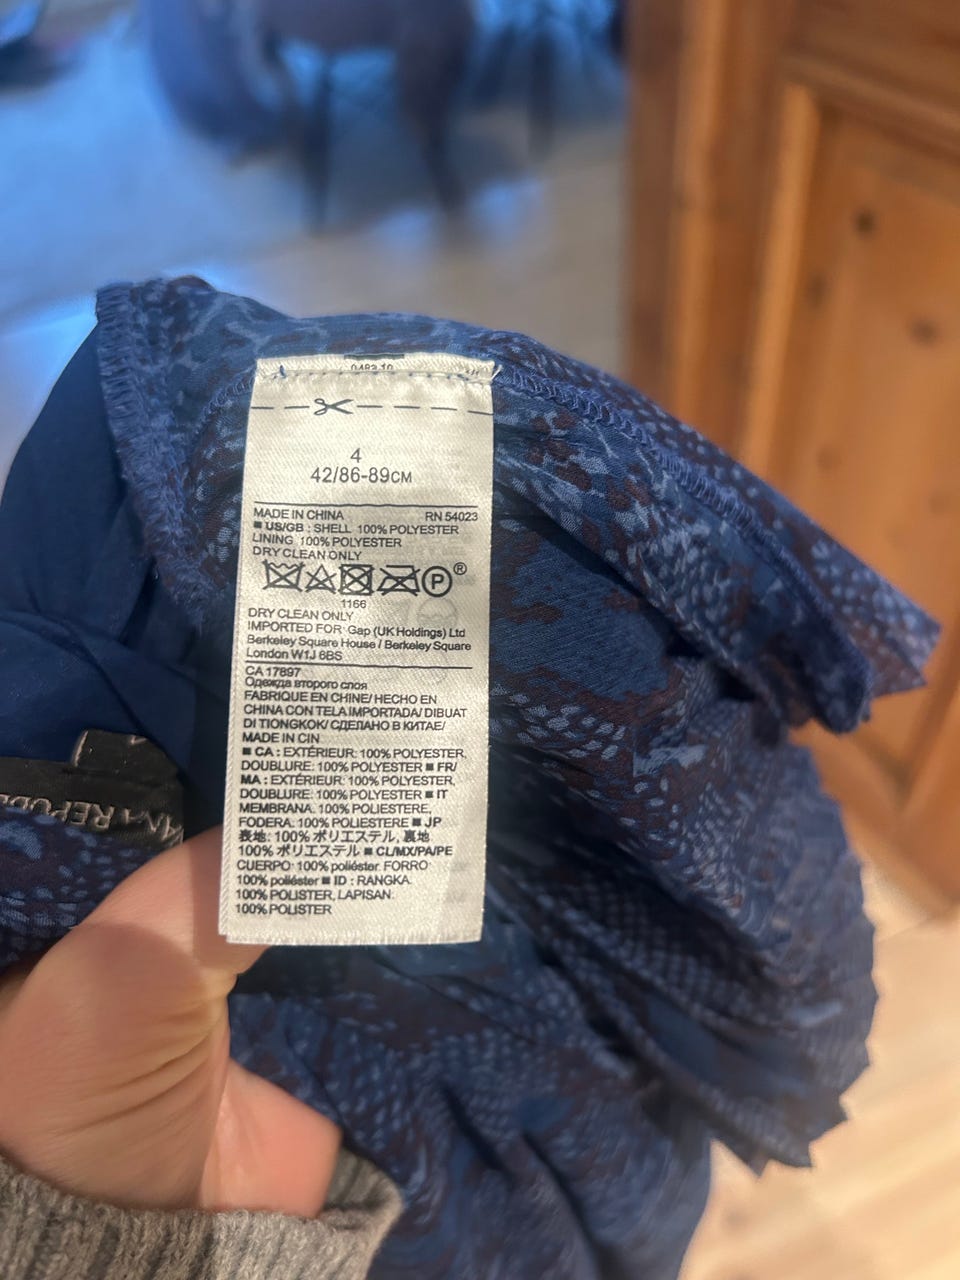 4
42/86-89CM
MADE IN CHINA RN 54023
■ US/GB : SHELL 100% POLYESTER
LINING 100% POLYESTER
DRY CLEAN ONLY
P®
1166
DRY CLEAN ONLY
IMPORTED FOR: Gap (UK Holdings) Ltd
Berkeley Square House / Berkeley Square
London W1J 6BS
CA 17897
Одежда второго слоя
FABRIQUÉ EN CHINE/ HECHO EN
CHINA CON TELA IMPORTADA/ DIBUAT
DI TIONGKOK/ СДЕЛАНО В КИТАЕ/
MADE IN CIN
■ CA : EXTÉRIEUR: 100% POLYESTER,
DOUBLURE: 100% POLYESTER ■ FR/
MA : EXTÉRIEUR: 100% POLYESTER,
DOUBLURE: 100% POLYESTER ■ IT
MEMBRANA. 100% POLIESTERE,
FODERA: 100% POLIESTERE ■ JP
表地: 100% ポリエステル, 裏地
100% ポリエステル ■ CL/MX/PA/PE
CUERPO: 100% poliéster. FORRO:
100% poliéster ■ ID : RANGKA.
100% POLISTER, LAPISAN.
100% POLISTER